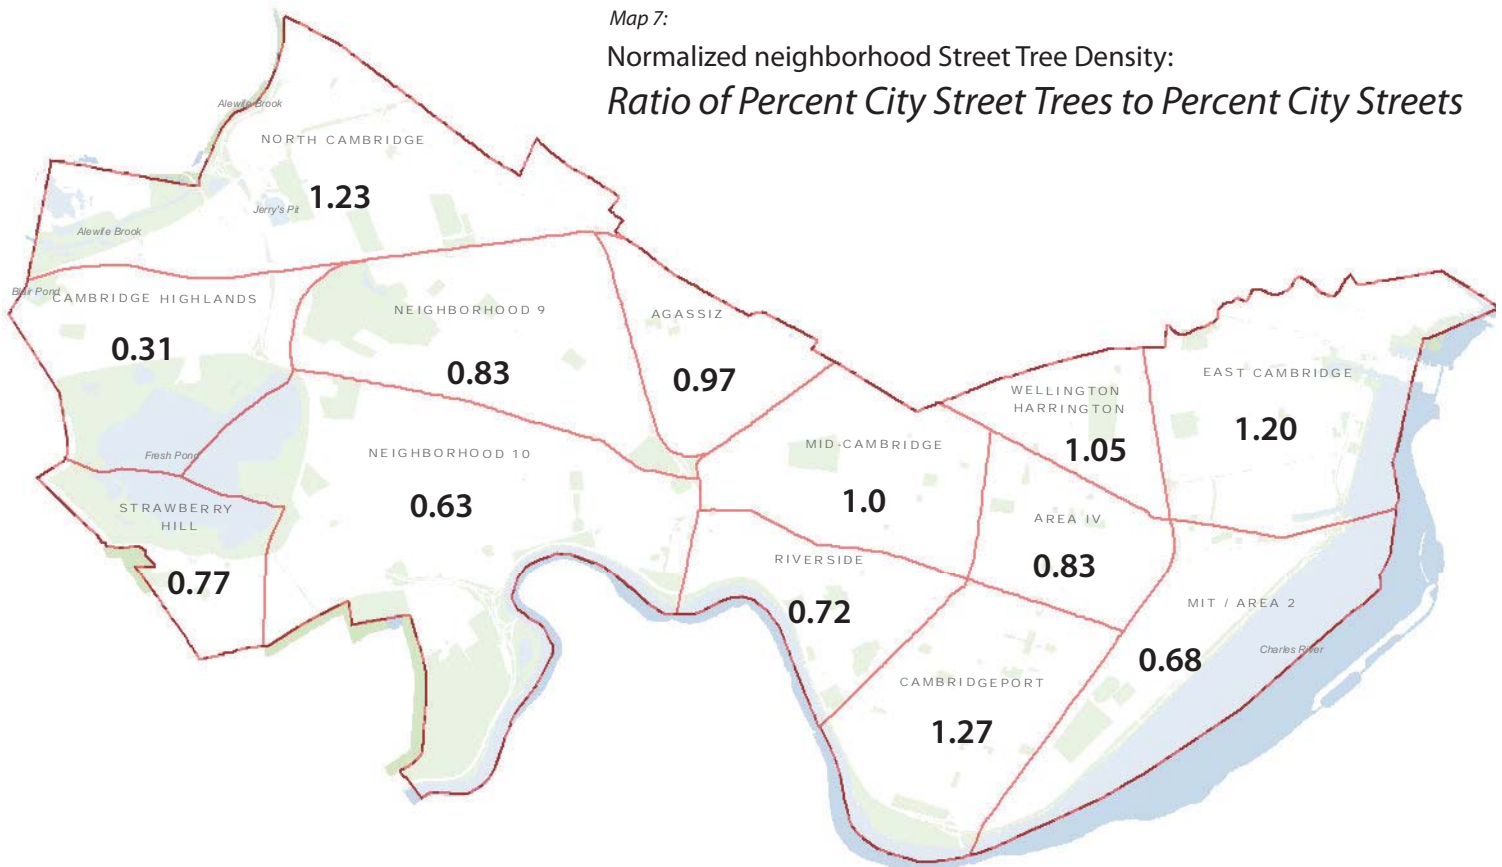 Map 7:
Normalized neighborhood Street Tree Density:
Ratio of Percent City Street Trees to Percent City Streets
Alewife Brook
NORTH CAMBRIDGE
1.23
Jerry's Pit
Alewife Brook
Blair Pond
CAMBRIDGE HIGHLANDS
0.31
NEIGHBORHOOD 9
0.83
AGASSIZ
0.97
WELLINGTON
HARRINGTON
1.05
EAST CAMBRIDGE
1.20
MID-CAMBRIDGE
1.0
Fresh Pond
NEIGHBORHOOD 10
0.63
STRAWBERRY
HILL
0.77
AREA IV
0.83
RIVERSIDE
0.72
MIT / AREA 2
0.68
Charles River
CAMBRIDGEPORT
1.27